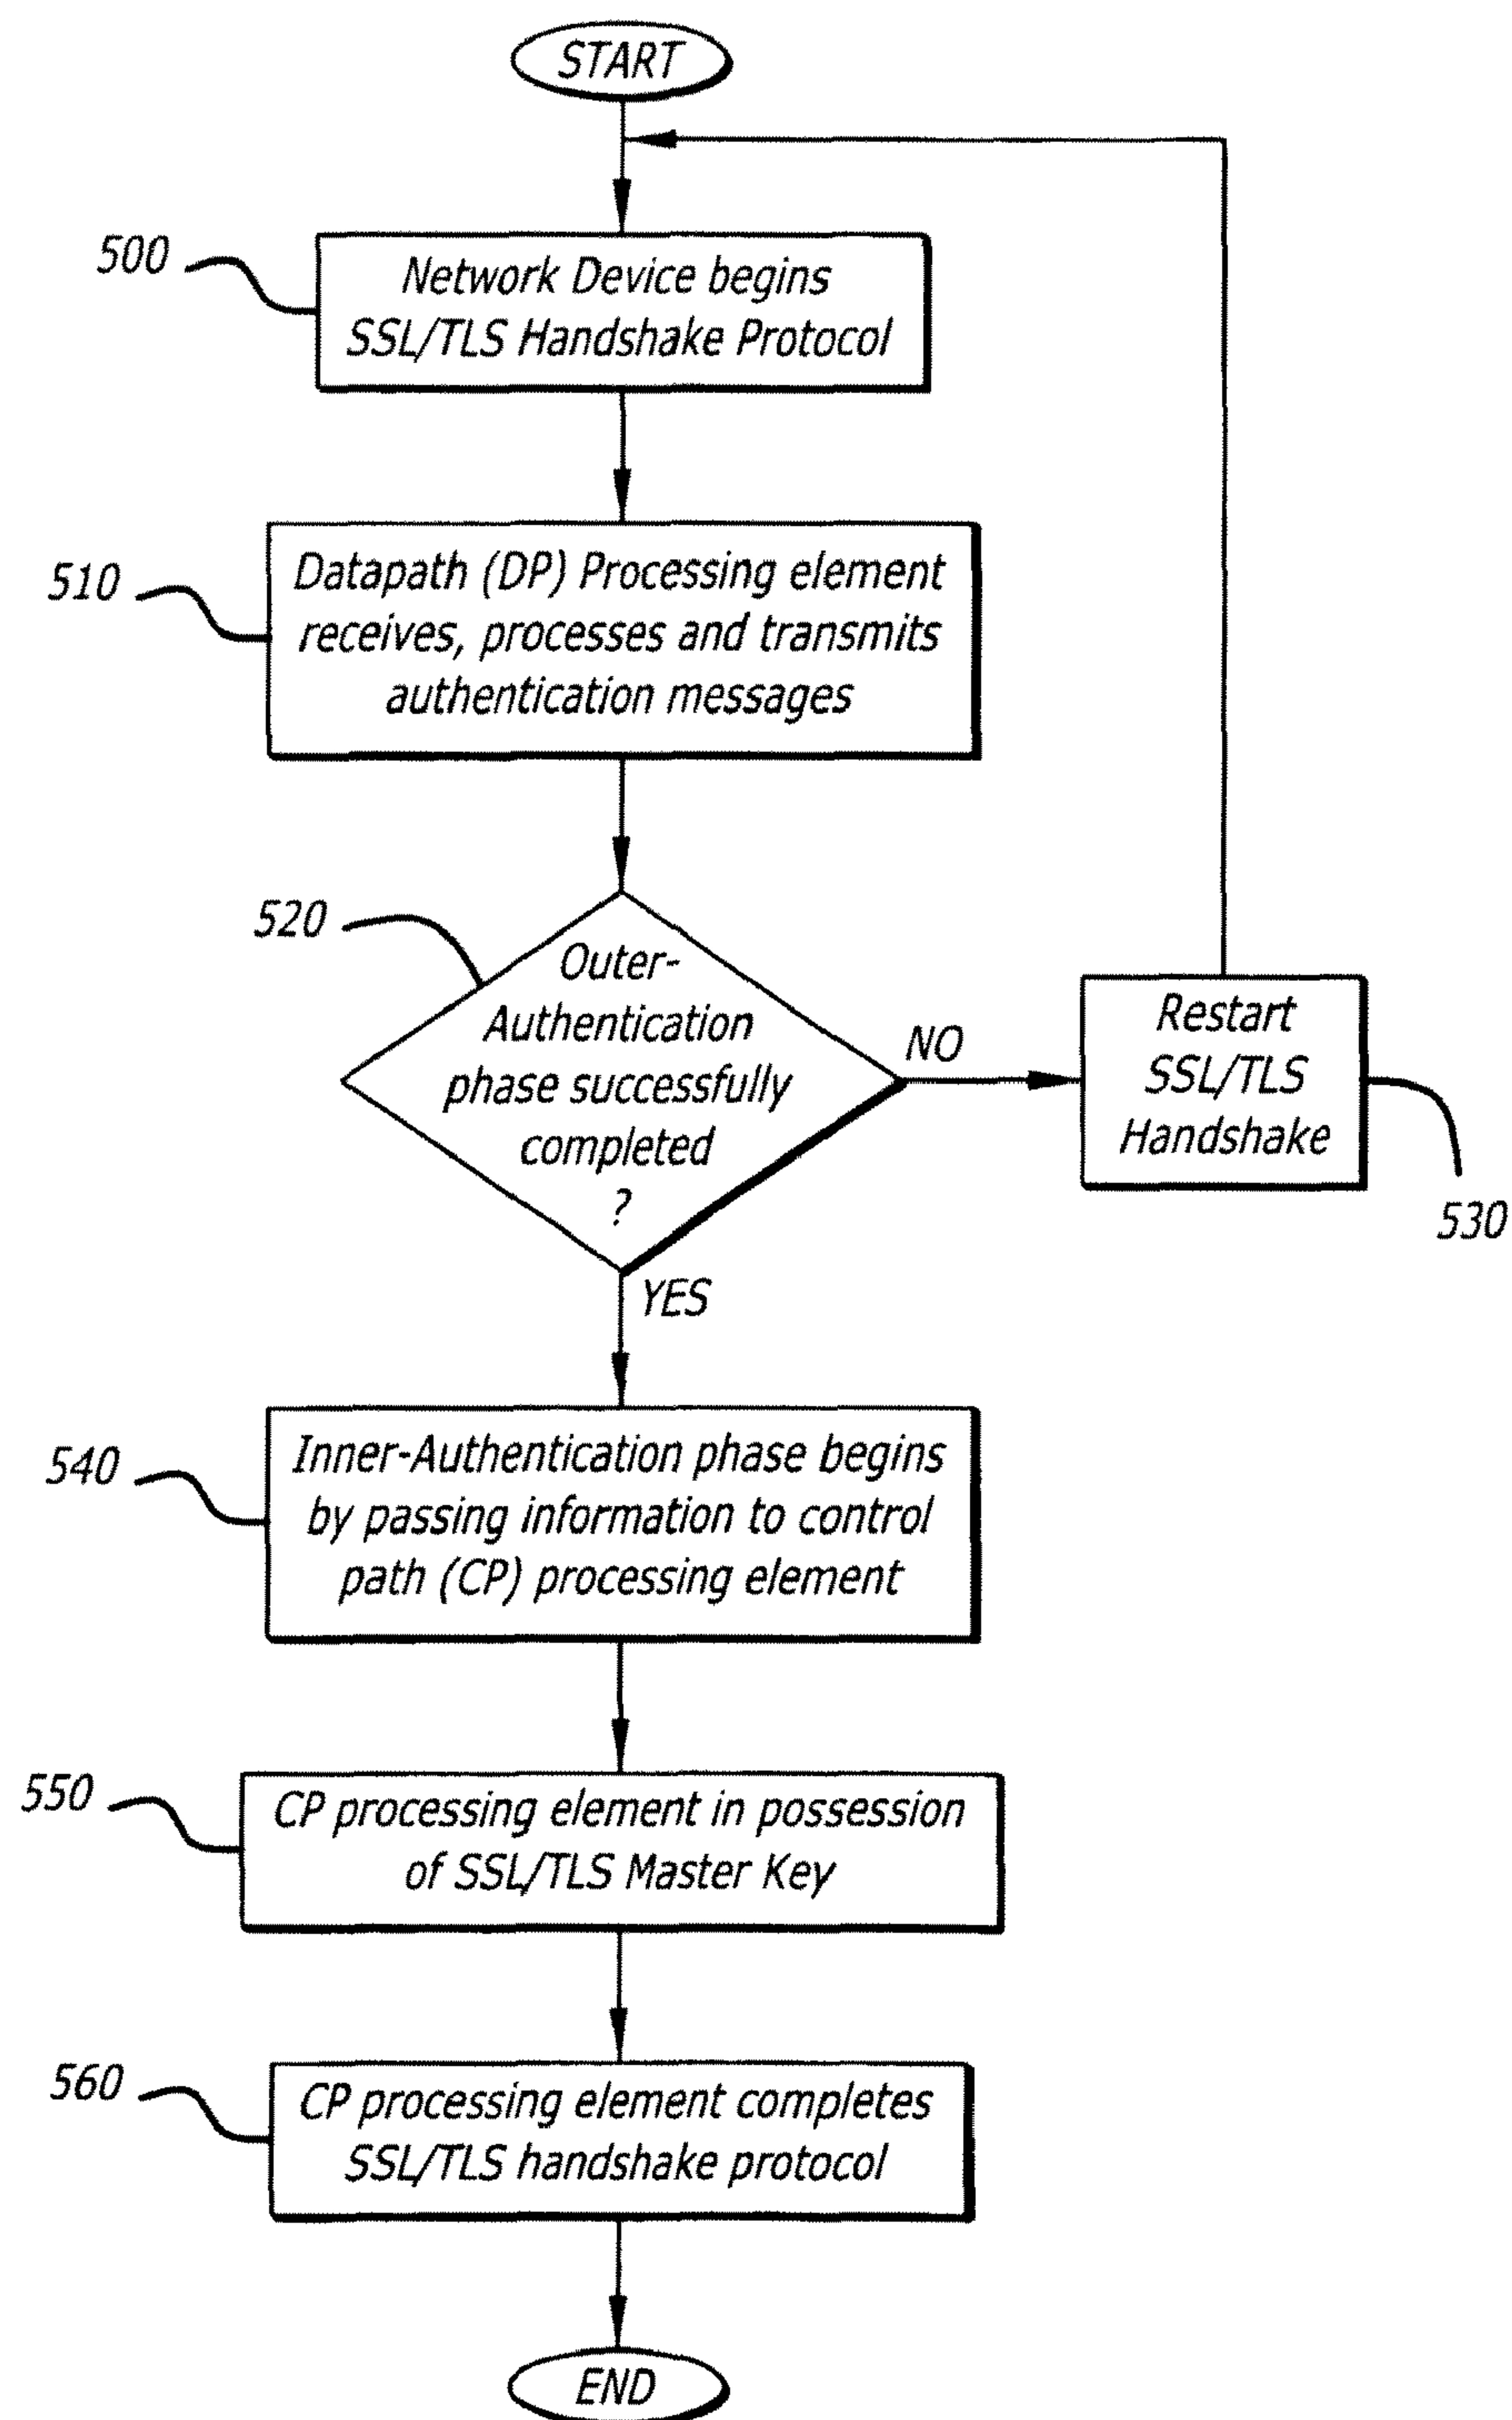 START
500
Network Device begins
SSL/TLS Handshake Protocol
510
Datapath (DP) Processing element
receives, processes and transmits
authentication messages
520
Outer-
Authentication
phase successfully
completed
?
NO
Restart
SSL/TLS
Handshake
530
YES
540
Inner-Authentication phase begins
by passing information to control
path (CP) processing element
550
CP processing element in possession
of SSL/TLS Master Key
560
CP processing element completes
SSL/TLS handshake protocol
END